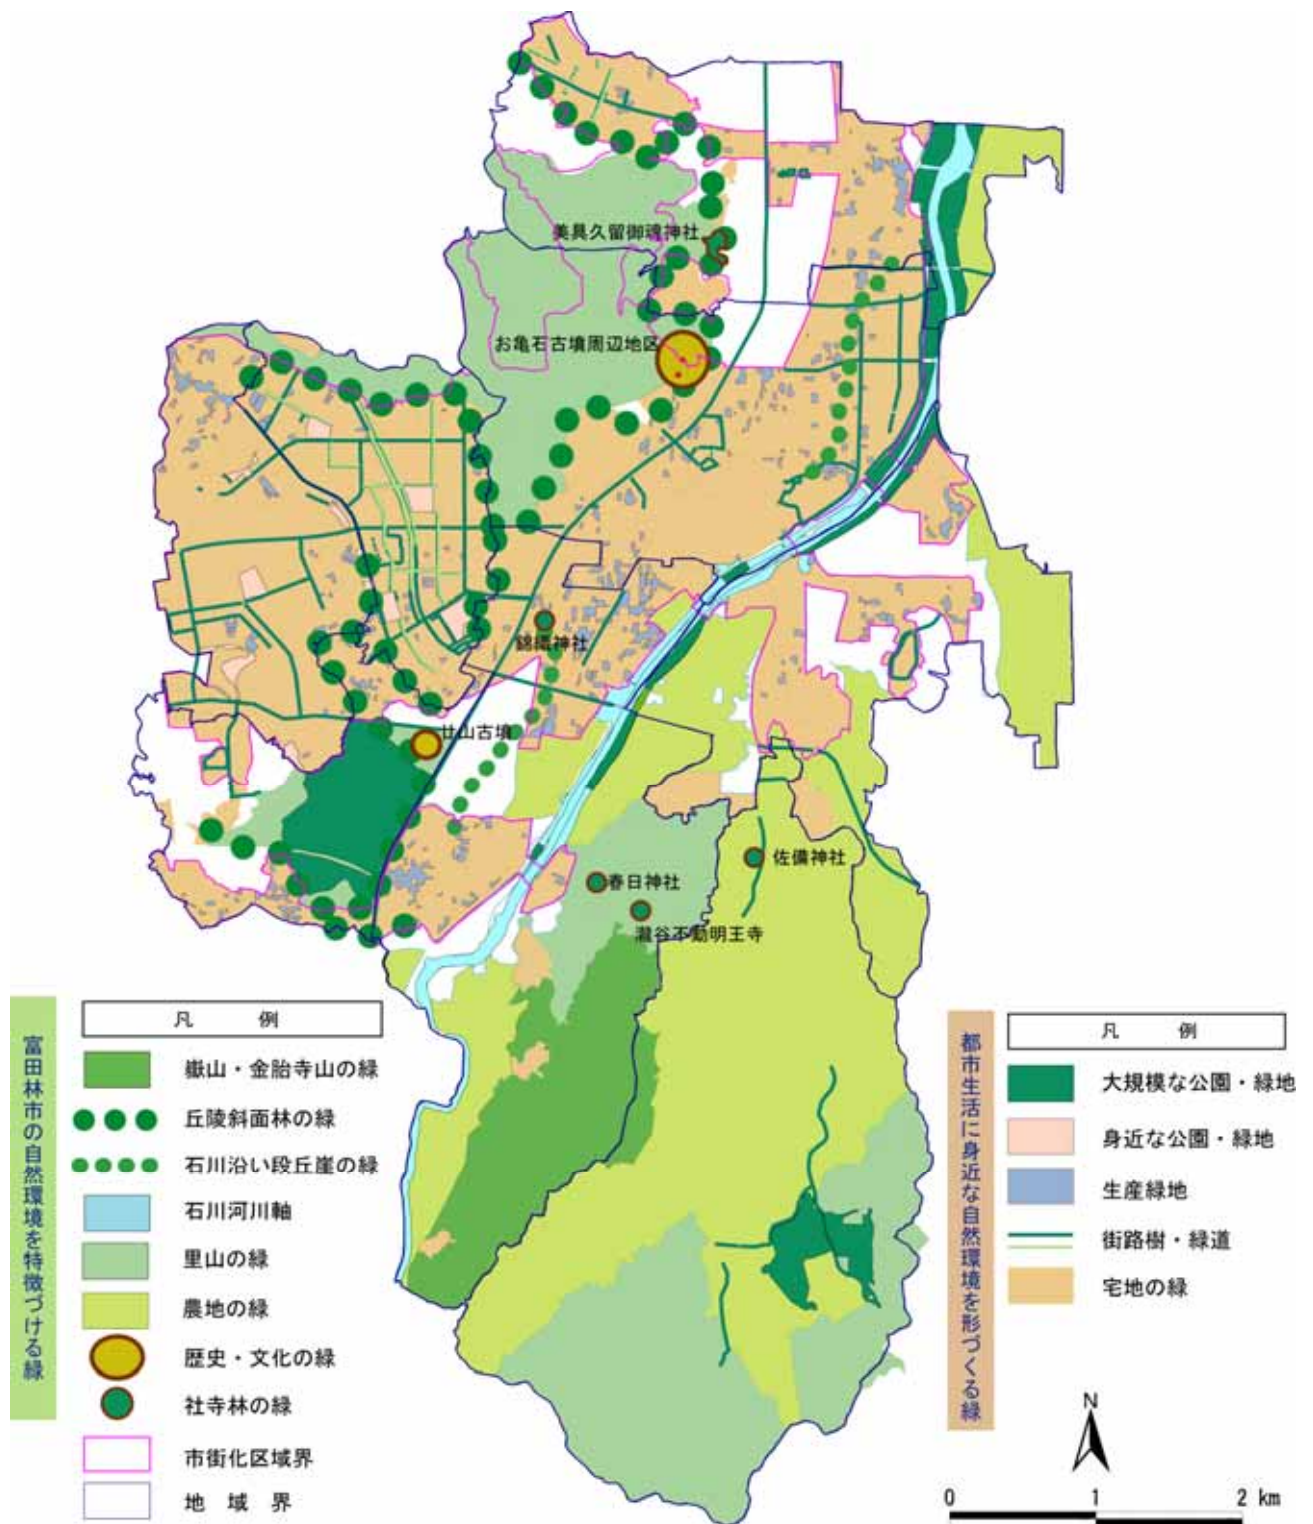 美具久留御魂神社
お亀石古墳周辺地区
錦織神社
廿山古墳
佐備神社
春日神社
瀧谷不動明王寺
富田林市の自然環境を特徴づける緑
凡 例
嶽山・金胎寺山の緑
丘陵斜面林の緑
石川沿い段丘崖の緑
石川河川軸
里山の緑
農地の緑
歴史・文化の緑
社寺林の緑
市街化区域界
地 域 界
都市生活に身近な自然環境を形づくる緑
凡 例
大規模な公園・緑地
身近な公園・緑地
生産緑地
街路樹・緑道
宅地の緑
N
0 1 2 km